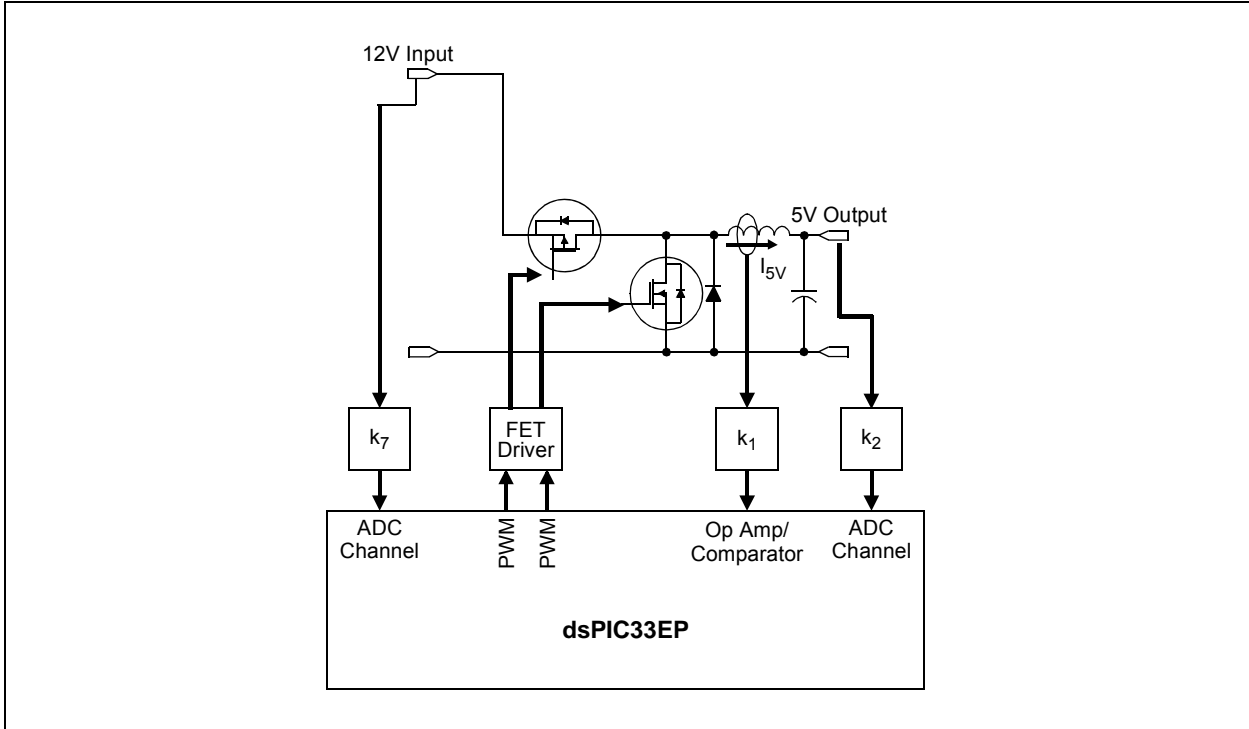 12V Input
5V Output
I5V
k7
FET
Driver
k1
k2
ADC
Channel
PWM
PWM
Op Amp/
Comparator
ADC
Channel
dsPIC33EP